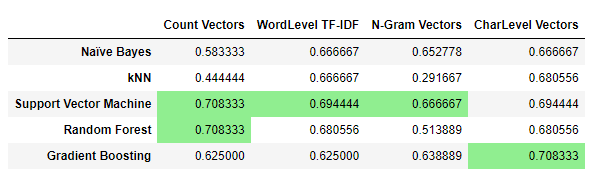 Count Vectors WordLevel TF-IDF N-Gram Vectors CharLevel Vectors
Naïve Bayes 0.583333 0.666667 0.652778 0.666667
kNN 0.444444 0.666667 0.291667 0.680556
Support Vector Machine 0.708333 0.694444 0.666667 0.694444
Random Forest 0.708333 0.680556 0.513889 0.680556
Gradient Boosting 0.625000 0.625000 0.638889 0.708333